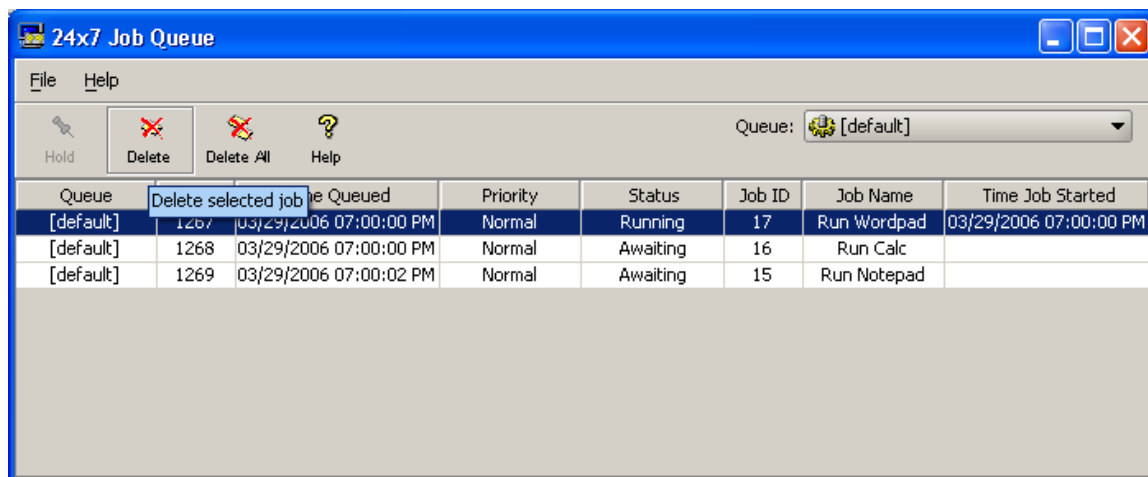 24x7 Job Queue
File Help
Queue: [default]
Hold Delete Delete All Help
Queue Queued Priority Status Job ID Job Name Time Job Started
Delete selected job
[default] 1267 03/29/2006 07:00:00 PM Normal Running 17 Run Wordpad 03/29/2006 07:00:00 PM
[default] 1268 03/29/2006 07:00:00 PM Normal Awaiting 16 Run Calc
[default] 1269 03/29/2006 07:00:02 PM Normal Awaiting 15 Run Notepad